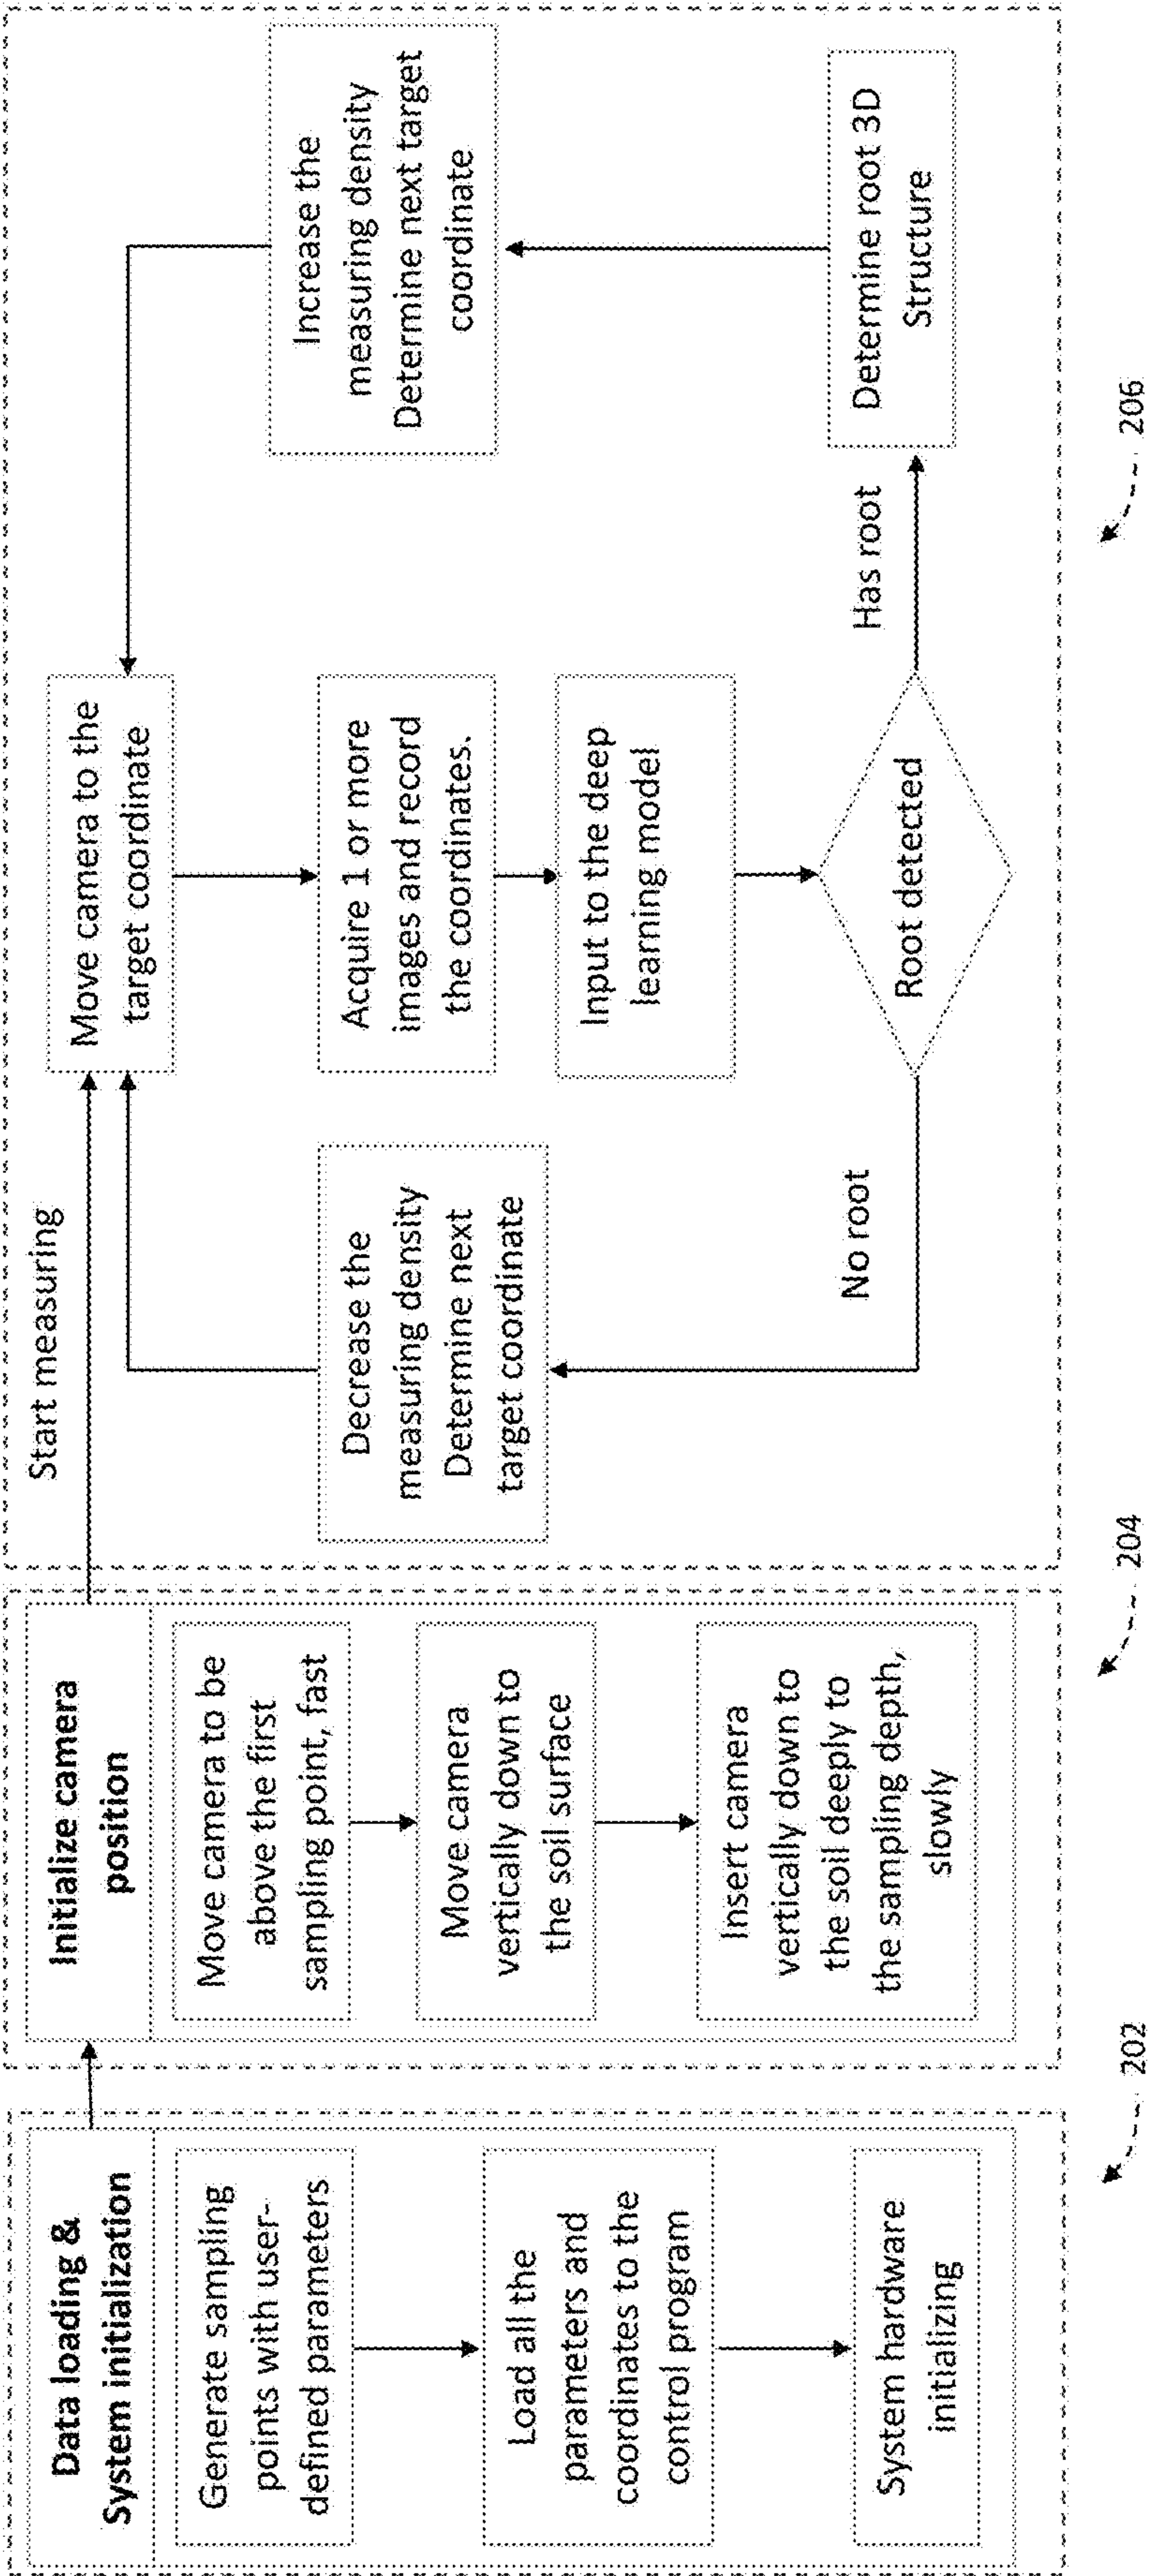 Data loading &
System initialization
Generate sampling
points with user-
defined parameters
Load all the
parameters and
coordinates to the
control program
System hardware
initializing
202
Initialize camera
position
Move camera to be
above the first
sampling point, fast
Move camera
vertically down to
the soil surface
Insert camera
vertically down to
the soil deeply to
the sampling depth,
slowly
204
Start measuring
Move camera to the
target coordinate
Acquire 1 or more
images and record
the coordinates.
Input to the deep
learning model
Root detected
No root
Decrease the
measuring density
Determine next
target coordinate
Has root
Determine root 3D
Structure
Increase the
measuring density
Determine next target
coordinate
206